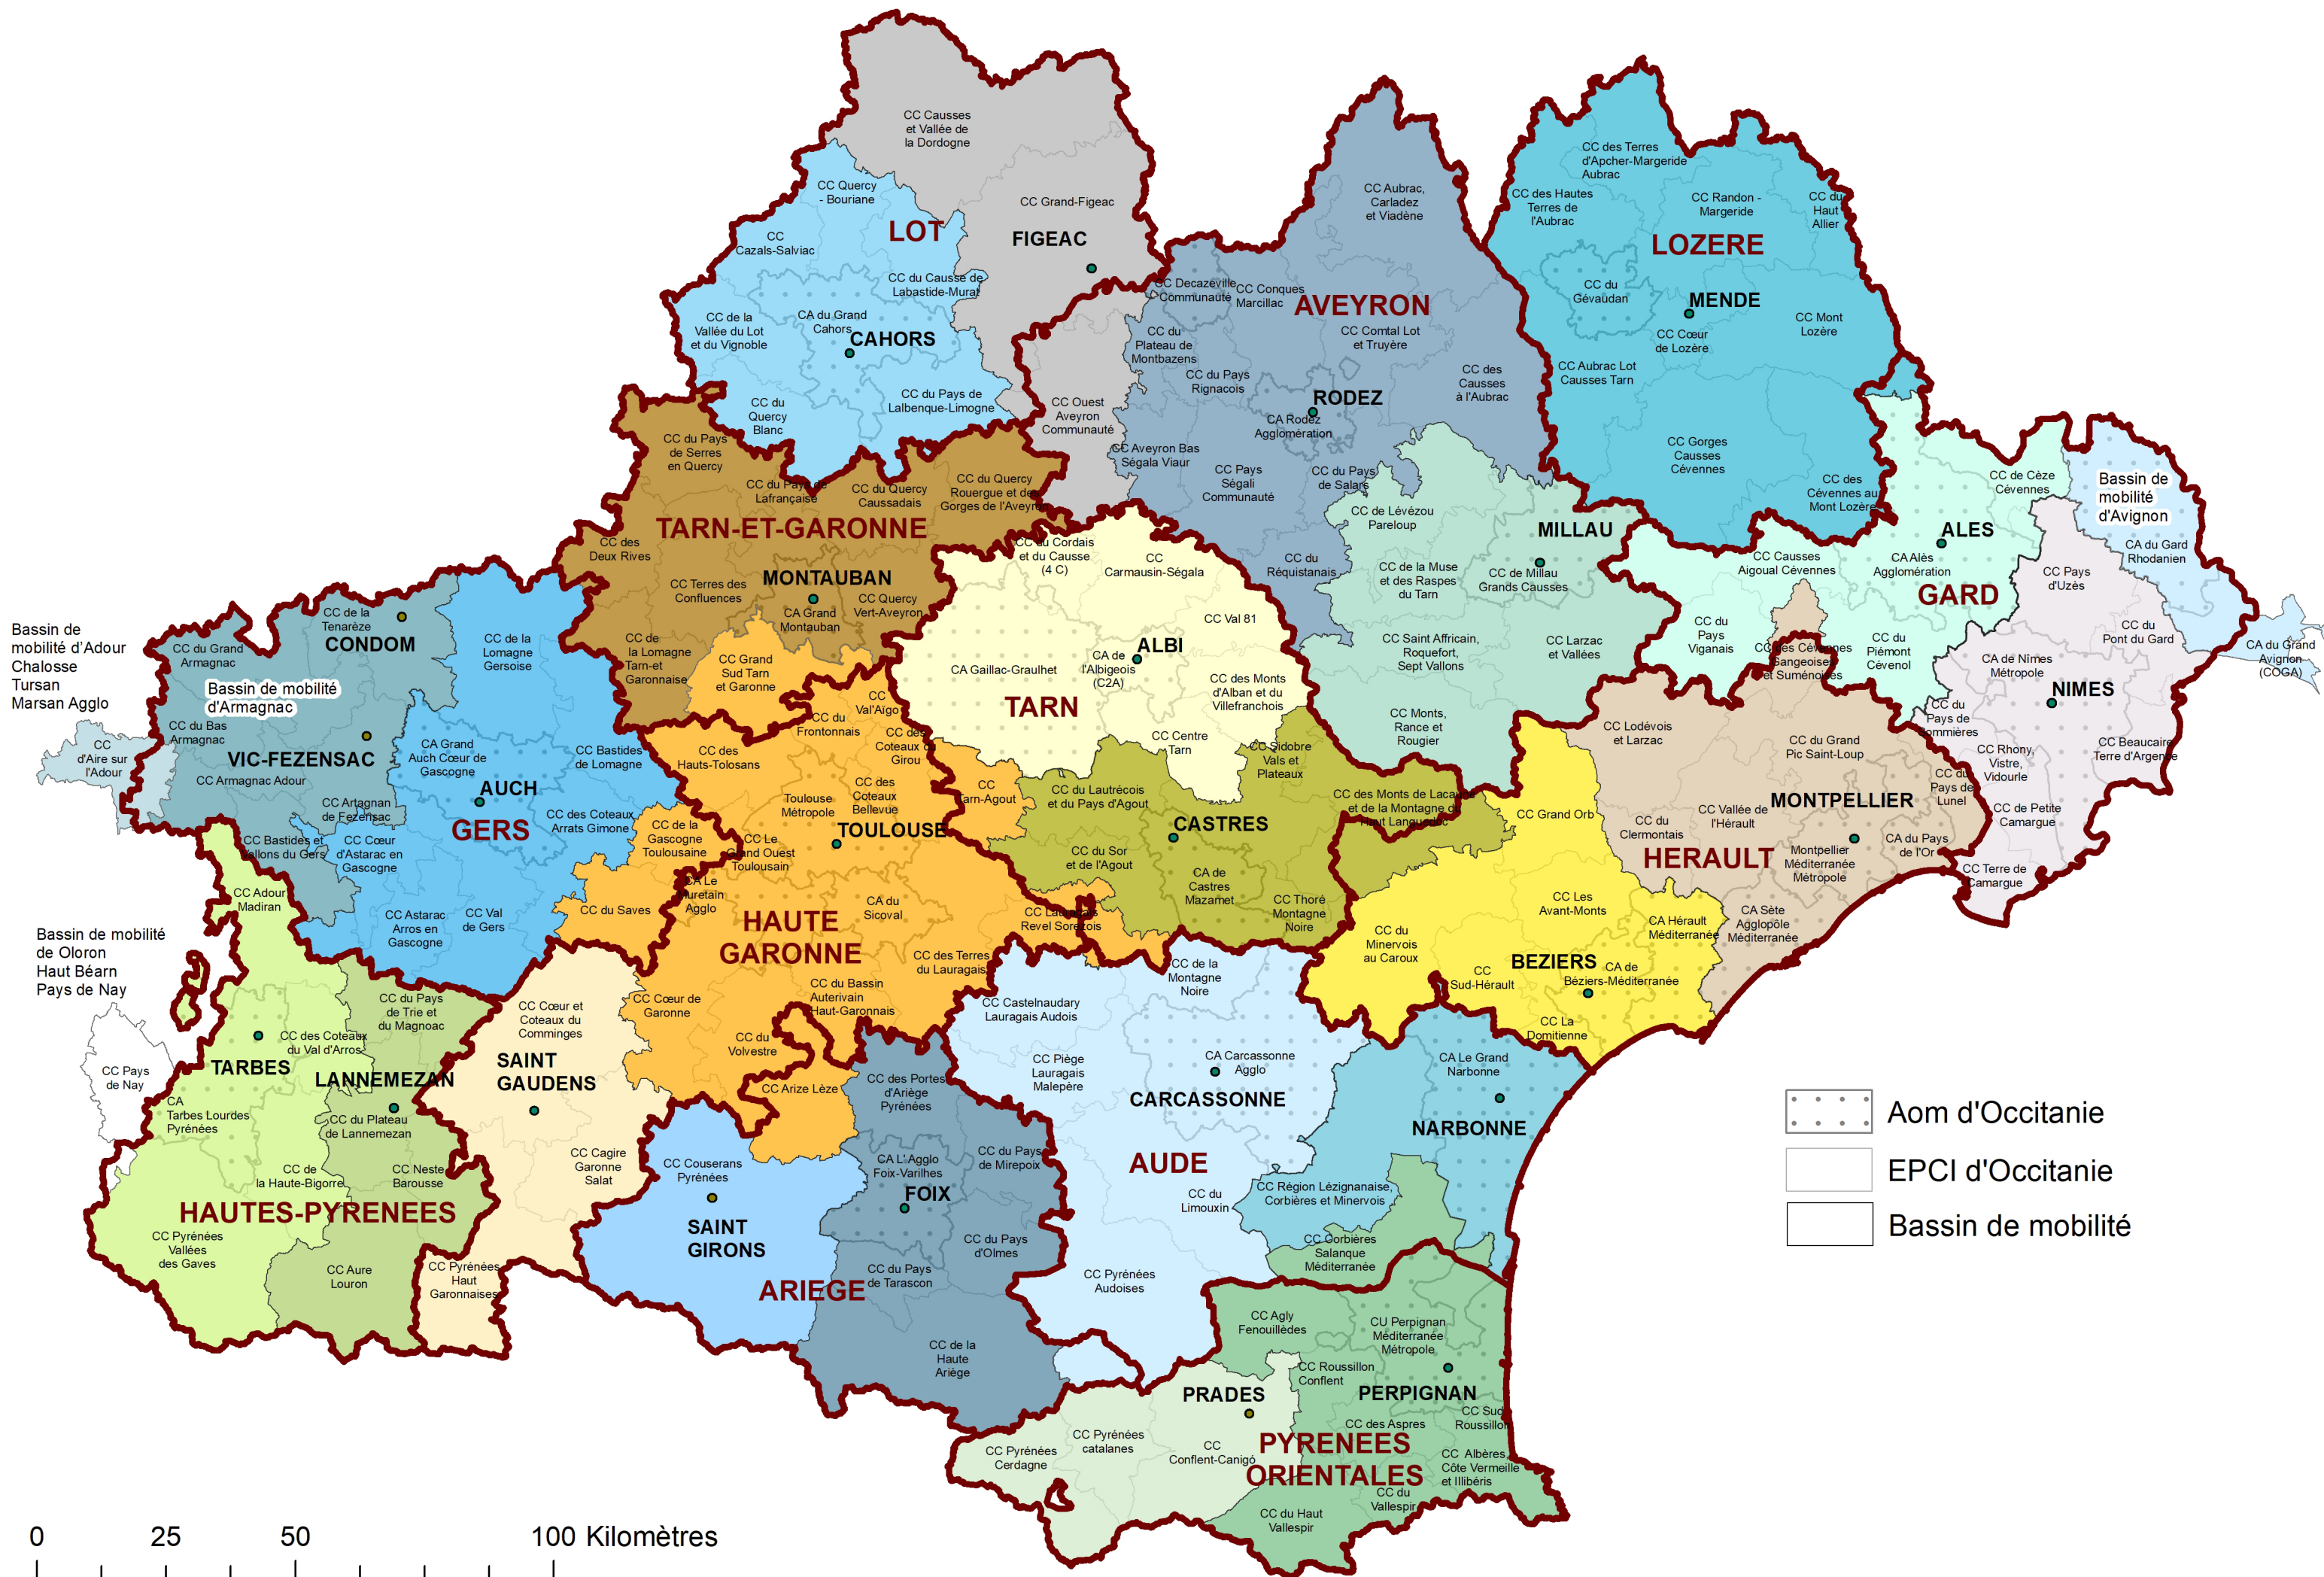 CC Causses
et Vallée de
la Dordogne
CC Quercy
- Bouriane
CC Grand-Figeac
LOT
FIGEAC
CC
Cazals-Salviac
CC du Causse de
Labastide-Murat
CC de la
Vallée du Lot
et du Vignoble
CA du Grand
Cahors
CAHORS
CC du Pays de
Lalbenque-Limogne
CC du
Quercy
Blanc
CC Ouest
Aveyron
Communauté
CC Aubrac,
Carladez
et Viadène
CC Decazeville
Communauté
CC Conques
Marcillac
AVEYRON
CC du
Plateau de
Montbazens
CC Comtal Lot
et Truyère
CC du Pays
Rignacois
CC des
Causses
à l'Aubrac
RODEZ
CA Rodez
Agglomération
CC Aveyron Bas
Ségala Viaur
CC Pays
Ségali
Communauté
CC du Pays
de Salars
CC du
Réquistanais
CC des Terres
d'Apcher-Margeride
Aubrac
CC des Hautes
Terres de
l'Aubrac
CC Randon -
Margeride
CC du
Haut
Allier
LOZERE
CC du
Gévaudan
MENDE
CC Cœur
de Lozère
CC Mont
Lozère
CC Aubrac Lot
Causses Tarn
CC Gorges
Causses
Cévennes
CC des
Cévennes au
Mont Lozère
CC de Lévézou
Pareloup
MILLAU
CC de la Muse
et des Raspes
du Tarn
CC de Millau
Grands Causses
CC Saint Affricain,
Roquefort,
Sept Vallons
CC Larzac
et Vallées
CC Monts,
Rance et
Rougier
CC de Cèze
Cévennes
ALES
CA Alès
Agglomération
CC Causses
Aigoual Cévennes
GARD
CC du
Pays
Viganais
CC des Cévennes
Gangeoises
et Suménoises
CC du
Piémont
Cévenol
Bassin de
mobilité
d'Avignon
CA du Gard
Rhodanien
CA du Grand
Avignon
(COGA)
CC Pays
d'Uzès
CC du
Pont du Gard
CA de Nîmes
Métropole
NIMES
CC du
Pays de
Sommières
CC Rhony,
Vistre,
Vidourle
CC Beaucaire
Terre d'Argence
CC de Petite
Camargue
CC Terre de
Camargue
CC du Pays
de Serres
en Quercy
CC du Pays de
Lafrançaise
CC du Quercy
Caussadais
CC du Quercy
Rouergue et des
Gorges de l'Aveyron
TARN-ET-GARONNE
CC des
Deux Rives
CC Terres des
Confluences
MONTAUBAN
CA Grand
Montauban
CC Quercy
Vert-Aveyron
CC de
la Lomagne
Tarn-et
Garonnaise
CC Grand
Sud Tarn
et Garonne
CC du Cordais
et du Causse
(4 C)
CC
Carmausin-Ségala
CC Val 81
ALBI
CA Gaillac-Graulhet
CA de
l'Albigeois
(C2A)
CC des Monts
d'Alban et du
Villefranchois
TARN
CC Centre
Tarn
CC Sidobre
Vals et
Plateaux
CC du Lautrécois
et du Pays d'Agout
CASTRES
CC des Monts de Lacaune
et de la Montagne du
Haut Languedoc
CC du Sor
et de l'Agout
CA de
Castres
Mazamet
CC Thoré
Montagne
Noire
CC
Tarn-Agout
CC Lauragais
Revel Sorezois
Bassin de
mobilité d'Adour
Chalosse
Tursan
Marsan Agglo
CC
d'Aire sur
l'Adour
CC de la
Tenarèze
CONDOM
CC du Grand
Armagnac
Bassin de mobilité
d'Armagnac
CC du Bas
Armagnac
VIC-FEZENSAC
CC Armagnac Adour
CC Artagnan
de Fezensac
CC Bastides et
Vallons du Gers
CC de la
Lomagne
Gersoise
CA Grand
Auch Cœur de
Gascogne
CC Bastides
de Lomagne
AUCH
GERS
CC des Coteaux
Arrats Gimone
CC Cœur
d'Astarac en
Gascogne
CC Astarac
Arros en
Gascogne
CC Val
de Gers
CC
Val'Aïgo
CC du
Frontonnais
CC des
Coteaux du
Girou
CC des
Hauts-Tolosans
Toulouse
Métropole
CC des
Coteaux
Bellevue
TOULOUSE
CC de la
Gascogne
Toulousaine
CC Le
Grand Ouest
Toulousain
CA Le
Muretain
Agglo
CC du Saves
HAUTE
GARONNE
CA du
Sicoval
CC des Terres
du Lauragais
CC Cœur de
Garonne
CC du Bassin
Auterivain
Haut-Garonnais
CC du
Volvestre
CC Arize Lèze
CC Cœur et
Coteaux du
Comminges
SAINT
GAUDENS
CC Cagire
Garonne
Salat
CC Pyrénées
Haut
Garonnaises
Bassin de mobilité
de Oloron
Haut Béarn
Pays de Nay
CC Pays
de Nay
CC Adour
Madiran
CC des Coteaux
du Val d'Arros
TARBES
CA
Tarbes Lourdes
Pyrénées
CC de
la Haute-Bigorre
HAUTES-PYRENEES
CC Pyrénées
Vallées
des Gaves
CC du Pays
de Trie et
du Magnoac
LANNEMEZAN
CC du Plateau
de Lannemezan
CC Neste
Barousse
CC Aure
Louron
CC Couserans
Pyrénées
SAINT
GIRONS
ARIEGE
CC des Portes
d'Ariège
Pyrénées
CA L'Agglo
Foix-Varilhes
CC du Pays
de Mirepoix
FOIX
CC du Pays
d'Olmes
CC du Pays
de Tarascon
CC de la
Haute
Ariège
CC de la
Montagne
Noire
CC Castelnaudary
Lauragais Audois
CC Piège
Lauragais
Malepère
CA Carcassonne
Agglo
CARCASSONNE
AUDE
CC du
Limouxin
CC Pyrénées
Audoises
CA Le Grand
Narbonne
NARBONNE
CC Région Lézignanaise,
Corbières et Minervois
CC Corbières
Salanque
Méditerranée
CC Agly
Fenouillèdes
CU Perpignan
Méditerranée
Métropole
CC Roussillon
Conflent
PERPIGNAN
PRADES
CC des Aspres
CC Sud
Roussillon
CC Pyrénées
Cerdagne
CC Pyrénées
catalanes
CC
Conflent-Canigó
PYRENEES
ORIENTALES
CC Albères,
Côte Vermeille
et Illibéris
CC du
Vallespir
CC du Haut
Vallespir
CC Grand Orb
CC Les
Avant-Monts
CC du
Minervois
au Caroux
BEZIERS
CA de
Béziers-Méditerranée
CC
Sud-Hérault
CC La
Domitienne
CA Hérault
Méditerranée
CC Lodévois
et Larzac
CC du Grand
Pic Saint-Loup
CC du
Pays de
Lunel
CC Vallée de
l'Hérault
MONTPELLIER
CC du
Clermontais
HERAULT
Montpellier
Méditerranée
Métropole
CA du Pays
de l'Or
CA Sète
Agglopôle
Méditerranée
Aom d'Occitanie
EPCI d'Occitanie
Bassin de mobilité
0 25 50 100 Kilomètres